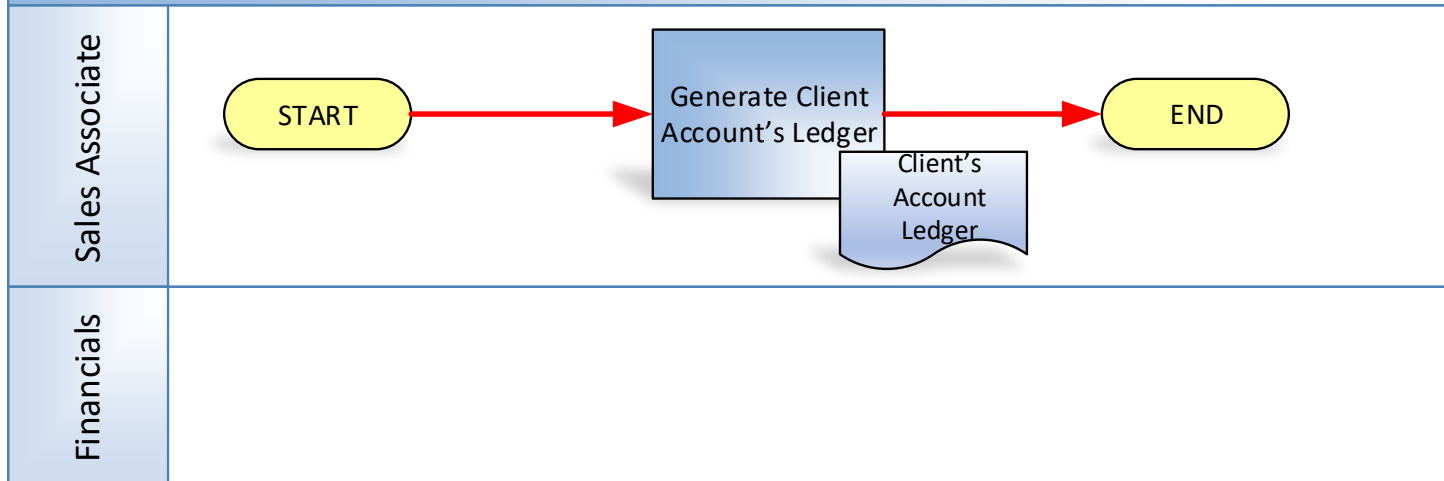 Sales Associate
START
Generate Client
Account’s Ledger
END
Client’s
Account
Ledger
Financials